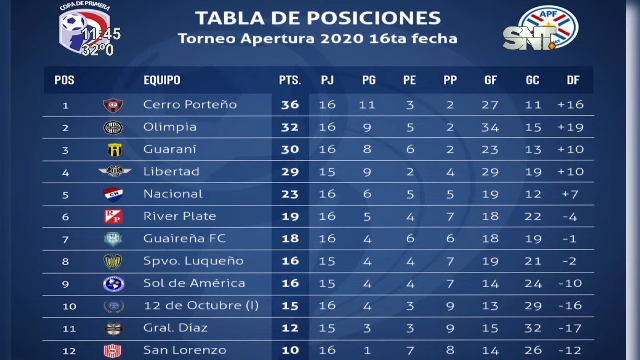 COPA DE PRIMERA
TABLA DE POSICIONES
APF
11:45
Torneo Apertura 2020 16ta fecha
SNT.
32°0
POS EQUIPO PTS. PJ PG PE PP GF GC DF
1 Cerro Porteño 36 16 11 3 2 27 11 +16
2 Olimpia 32 16 9 5 2 34 15 +19
3 Guaraní 30 16 8 6 2 23 13 +10
4 Libertad 29 15 9 2 4 29 19 +10
5 Nacional 23 16 6 5 5 19 12 +7
6 River Plate 19 16 5 4 7 18 22 -4
7 Guaireña FC 18 16 4 6 6 18 19 -1
8 Spvo. Luqueño 16 15 4 4 7 19 21 -2
9 Sol de América 16 15 4 4 7 14 24 -10
10 12 de Octubre (I) 15 16 4 3 9 13 29 -16
11 Gral. Díaz 12 15 3 3 9 15 32 -17
12 San Lorenzo 10 16 1 7 8 14 26 -12